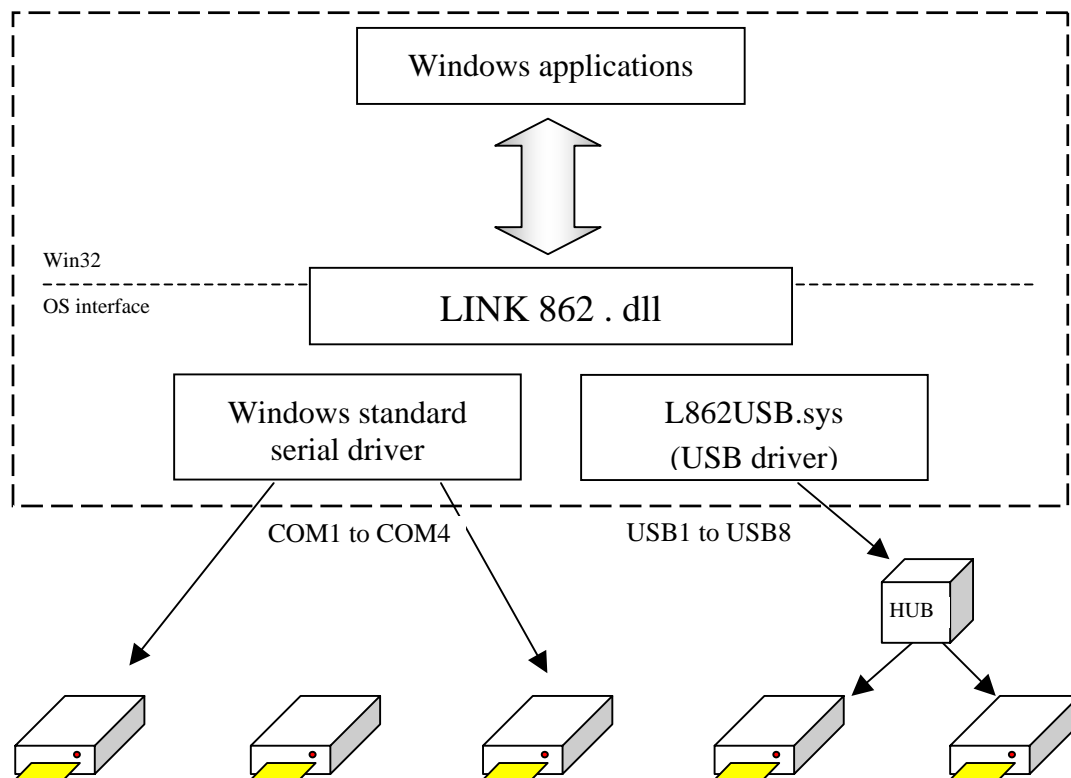 Windows applications
Win32
OS interface
LINK 862 . dll
Windows standard
serial driver
L862USB.sys
(USB driver)
COM1 to COM4
USB1 to USB8
HUB